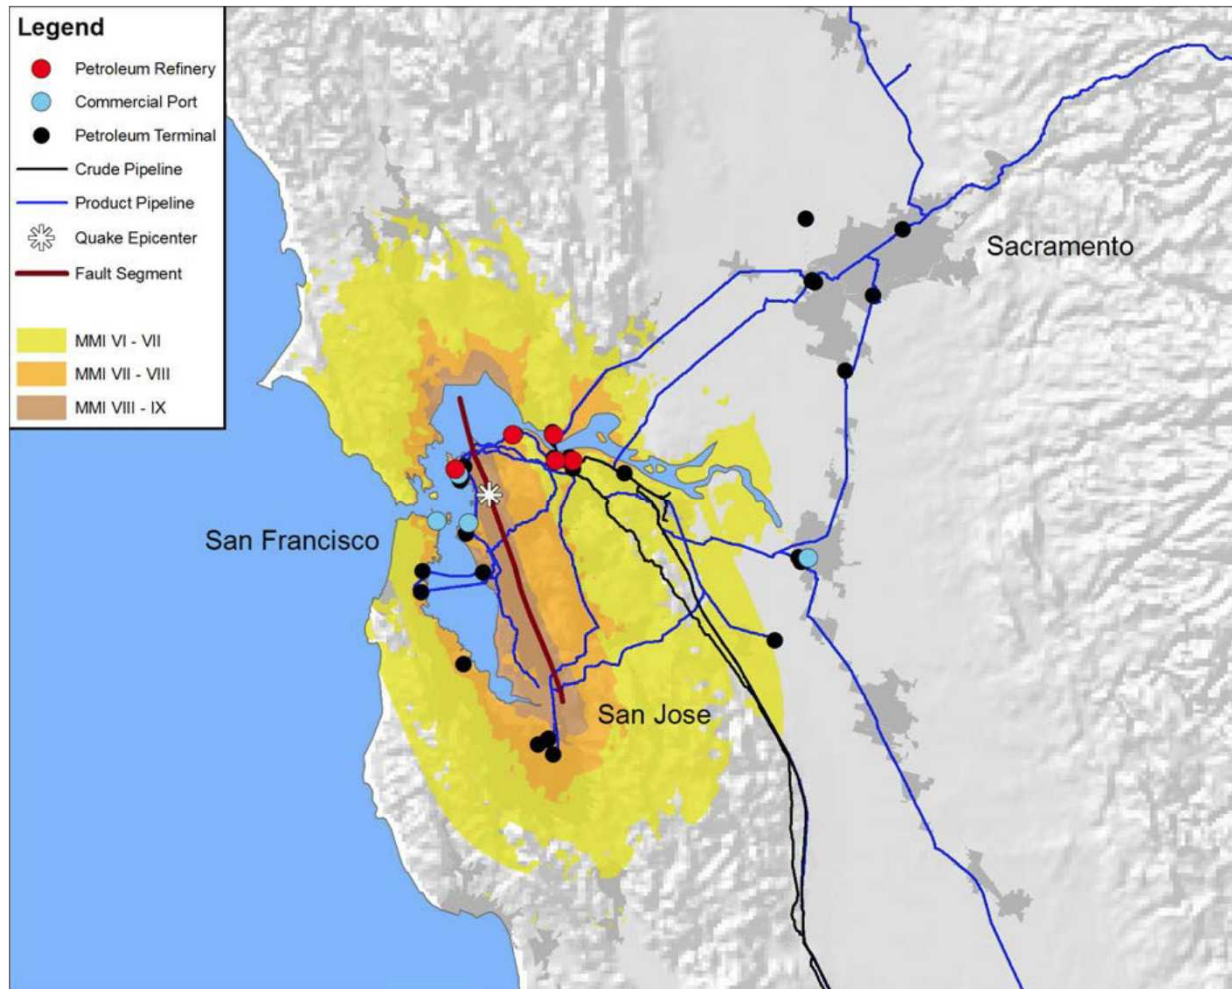 Legend
Petroleum Refinery
Commercial Port
Petroleum Terminal
Crude Pipeline
Product Pipeline
Quake Epicenter
Fault Segment
MMI VI - VII
MMI VII - VIII
MMI VIII - IX
Sacramento
San Francisco
San Jose